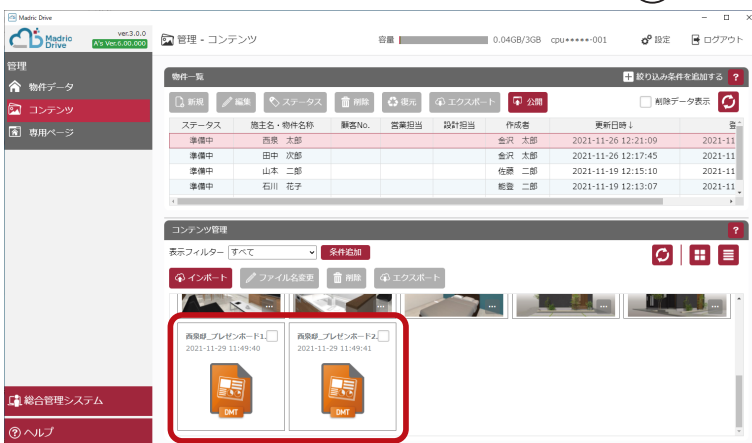 Madric Drive
Madric Drive
ver.3.0.0
A's Ver.6.00.000
管理 - コンテンツ
容量
0.04GB/3GB
cpu*****-001
設定
ログアウト
管理
物件データ
コンテンツ
専用ページ
総合管理システム
ヘルプ
物件一覧
絞り込み条件を追加する
?
新規
編集
ステータス
削除
復元
エクスポート
公開
削除データ表示
ステータス 施主名・物件名称 顧客No. 営業担当 設計担当 作成者 更新日時↓
準備中 西泉 太郎 金沢 太郎 2021-11-26 12:21:09 2021-11
準備中 田中 次郎 金沢 太郎 2021-11-26 12:17:45 2021-11
準備中 山本 二郎 佐藤 二郎 2021-11-19 12:15:10 2021-11
準備中 石川 花子 能登 二郎 2021-11-19 12:13:07 2021-11
コンテンツ管理
?
表示フィルター すべて 条件追加
インポート
ファイル名変更
削除
エクスポート
西泉邸_プレゼンボード1.
2021-11-29 11:49:40
DMT
西泉邸_プレゼンボード2.
2021-11-29 11:49:41
DMT